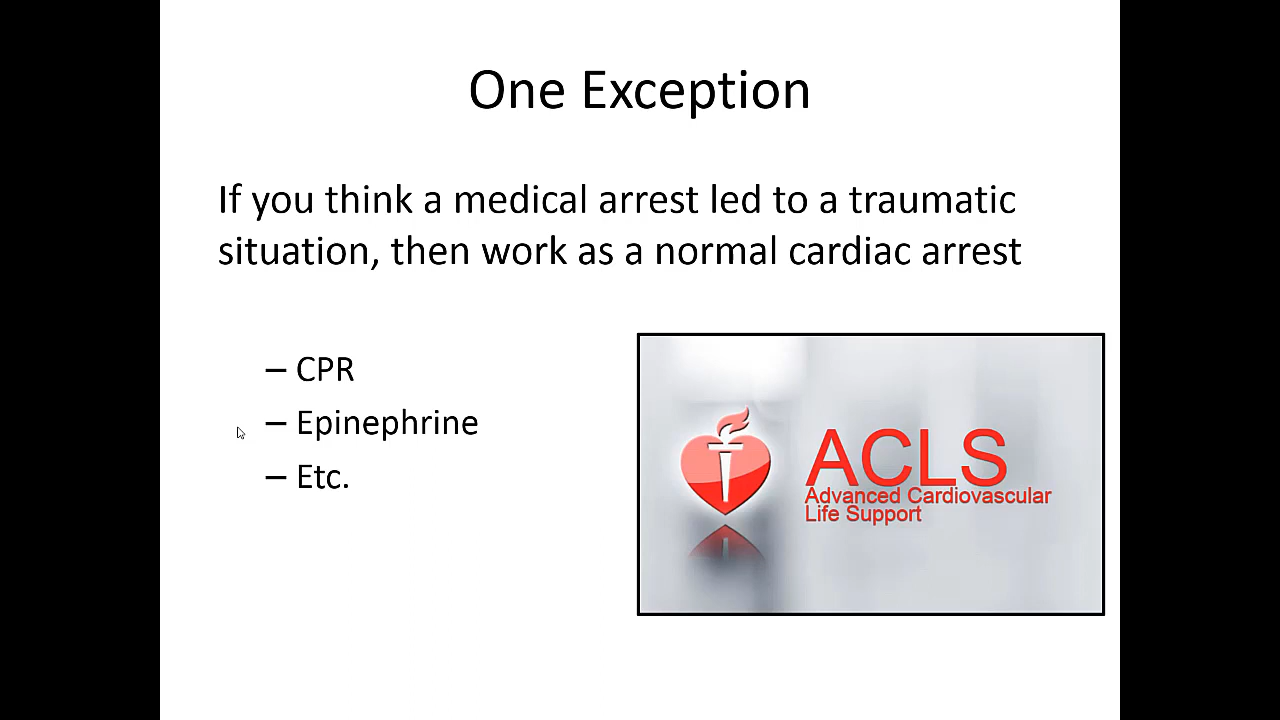 One Exception
If you think a medical arrest led to a traumatic
situation, then work as a normal cardiac arrest
– CPR
– Epinephrine
– Etc.
ACLS
Advanced Cardiovascular
Life Support